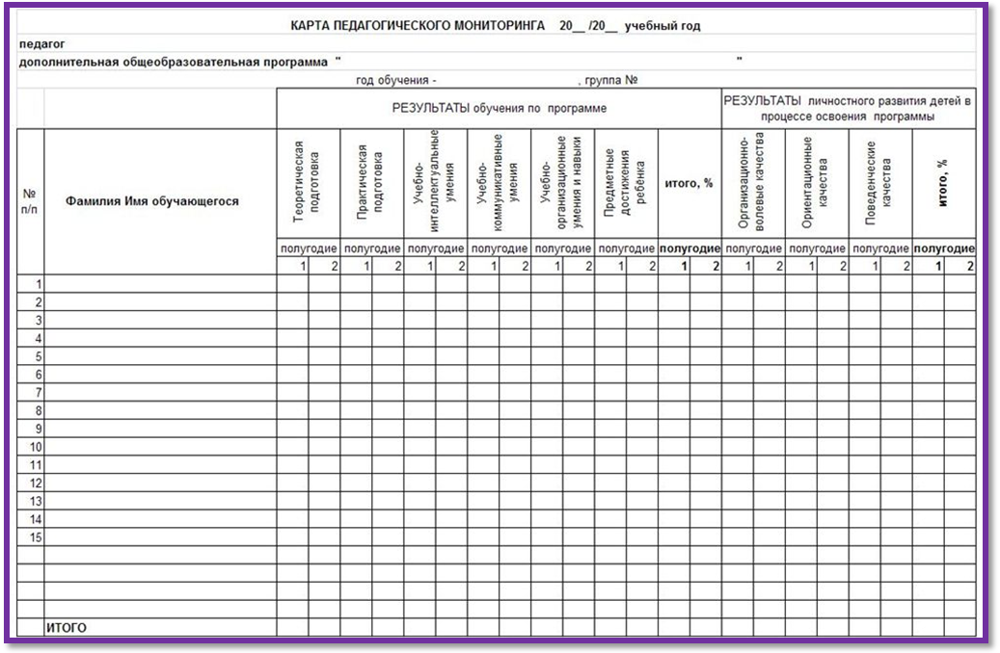 КАРТА ПЕДАГОГИЧЕСКОГО МОНИТОРИНГА 20__ /20__ учебный год
педагог
дополнительная общеобразовательная программа " "
год обучения - , группа №
РЕЗУЛЬТАТЫ обучения по программе
РЕЗУЛЬТАТЫ личностного развития детей в
процессе освоения программы
№
п/п
Фамилия Имя обучающегося
Теоретическая
подготовка
Практическая
подготовка
Учебно-
интеллектуальные
умения
Учебно-
коммуникативные
умения
Учебно-
организационные
умения и навыки
Предметные
достижения
ребенка
итого, %
Организационно-
волевые качества
Ориентационные
качества
Поведенческие
качества
итого, %
полугодие полугодие полугодие полугодие полугодие полугодие полугодие полугодие полугодие полугодие полугодие
1 2 1 2 1 2 1 2 1 2 1 2 1 2 1 2 1 2 1 2 1 2
1
2
3
4
5
6
7
8
9
10
11
12
13
14
15
ИТОГО